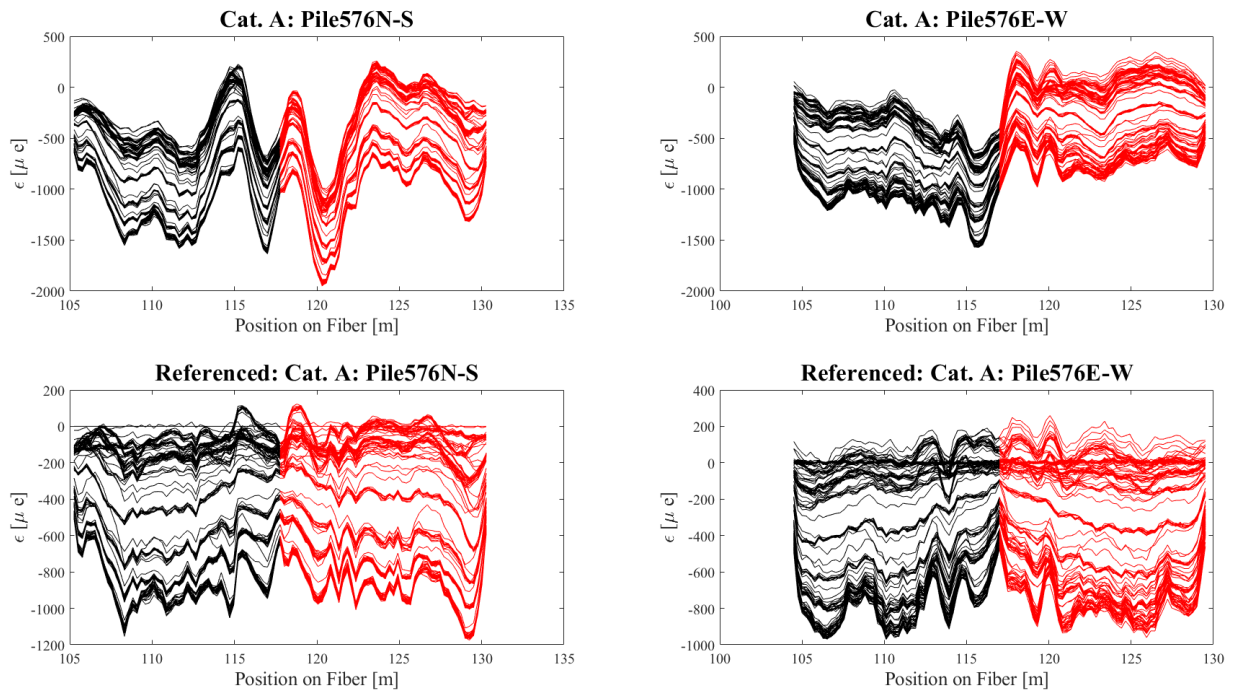 Cat. A: Pile576N-S
500
0
-500
-1000
-1500
-2000
ϵ [μ ϵ]
105 110 115 120 125 130 135
Position on Fiber [m]
Cat. A: Pile576E-W
500
0
-500
-1000
-1500
-2000
ϵ [μ ϵ]
100 105 110 115 120 125 130
Position on Fiber [m]
Referenced: Cat. A: Pile576N-S
200
0
-200
-400
-600
-800
-1000
-1200
ϵ [μ ϵ]
105 110 115 120 125 130 135
Position on Fiber [m]
Referenced: Cat. A: Pile576E-W
400
200
0
-200
-400
-600
-800
-1000
ϵ [μ ϵ]
100 105 110 115 120 125 130
Position on Fiber [m]